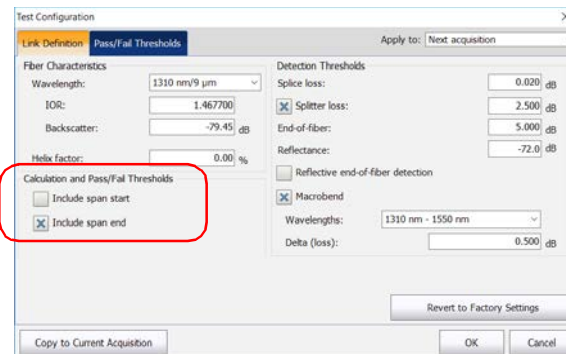 Test Configuration
Link Definition
Pass/Fail Thresholds
Apply to:
Next acquisition
Fiber Characteristics
Wavelength:
1310 nm/9 µm
IOR:
1.467700
Backscatter:
-79.45 dB
Helix factor:
0.00 %
Calculation and Pass/Fail Thresholds
Include span start
Include span end
Detection Thresholds
Splice loss:
0.020 dB
Splitter loss:
2.500 dB
End-of-fiber:
5.000 dB
Reflectance:
-72.0 dB
Reflective end-of-fiber detection
Macrobend
Wavelengths:
1310 nm - 1550 nm
Delta (loss):
0.500 dB
Revert to Factory Settings
Copy to Current Acquisition
OK
Cancel